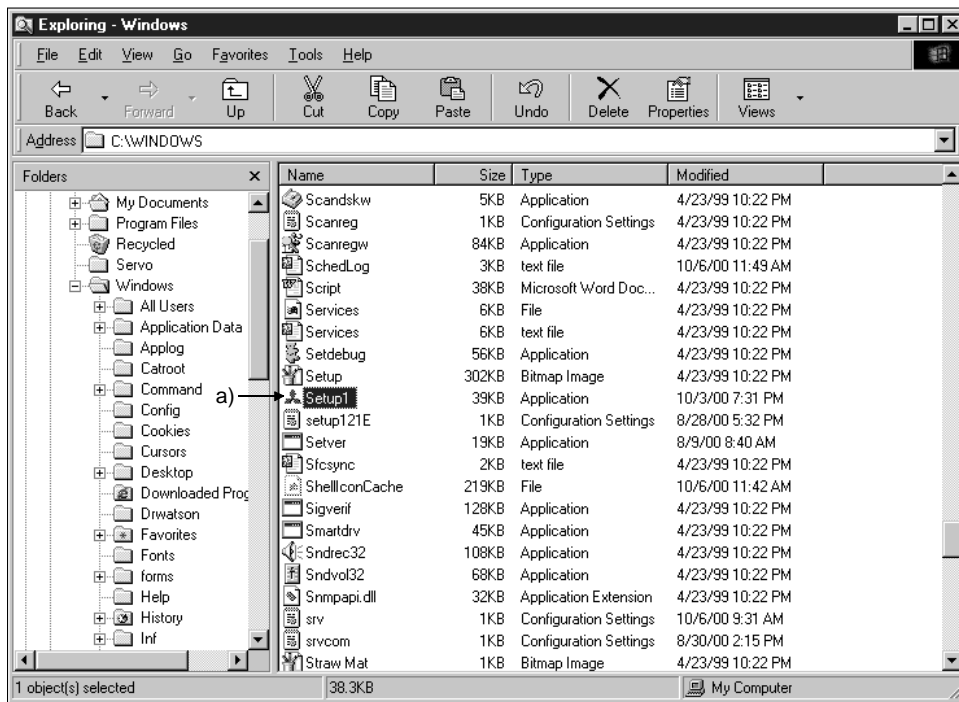 Exploring - Windows
File Edit View Go Favorites Tools Help
Back Forward Up Cut Copy Paste Undo Delete Properties Views
Address C:\WINDOWS
Folders
My Documents
Program Files
Recycled
Servo
Windows
All Users
Application Data
Applog
Catroot
Command
Config
Cookies
Cursors
Desktop
Downloaded Prog
Drwatson
Favorites
Fonts
forms
Help
History
Inf
a)
Name Size Type Modified
Scandskw 5KB Application 4/23/99 10:22 PM
Scanreg 1KB Configuration Settings 4/23/99 10:22 PM
Scanregw 84KB Application 4/23/99 10:22 PM
SchedLog 3KB text file 10/6/00 11:49 AM
Script 38KB Microsoft Word Doc... 4/23/99 10:22 PM
Services 6KB File 4/23/99 10:22 PM
Services 6KB text file 4/23/99 10:22 PM
Setdebug 56KB Application 4/23/99 10:22 PM
Setup 302KB Bitmap Image 4/23/99 10:22 PM
Setup1 39KB Application 10/3/00 7:31 PM
setup121E 1KB Configuration Settings 8/28/00 5:32 PM
Setver 19KB Application 8/9/00 8:40 AM
Sfcsync 2KB text file 4/23/99 10:22 PM
ShellIconCache 219KB File 10/6/00 11:42 AM
Sigverif 128KB Application 4/23/99 10:22 PM
Smartdrv 45KB Application 4/23/99 10:22 PM
Sndrec32 108KB Application 4/23/99 10:22 PM
Sndvol32 68KB Application 4/23/99 10:22 PM
Snmpapi.dll 32KB Application Extension 4/23/99 10:22 PM
srv 1KB Configuration Settings 10/6/00 9:31 AM
srvcom 1KB Configuration Settings 8/30/00 2:15 PM
Straw Mat 1KB Bitmap Image 4/23/99 10:22 PM
1 object(s) selected 38.3KB My Computer